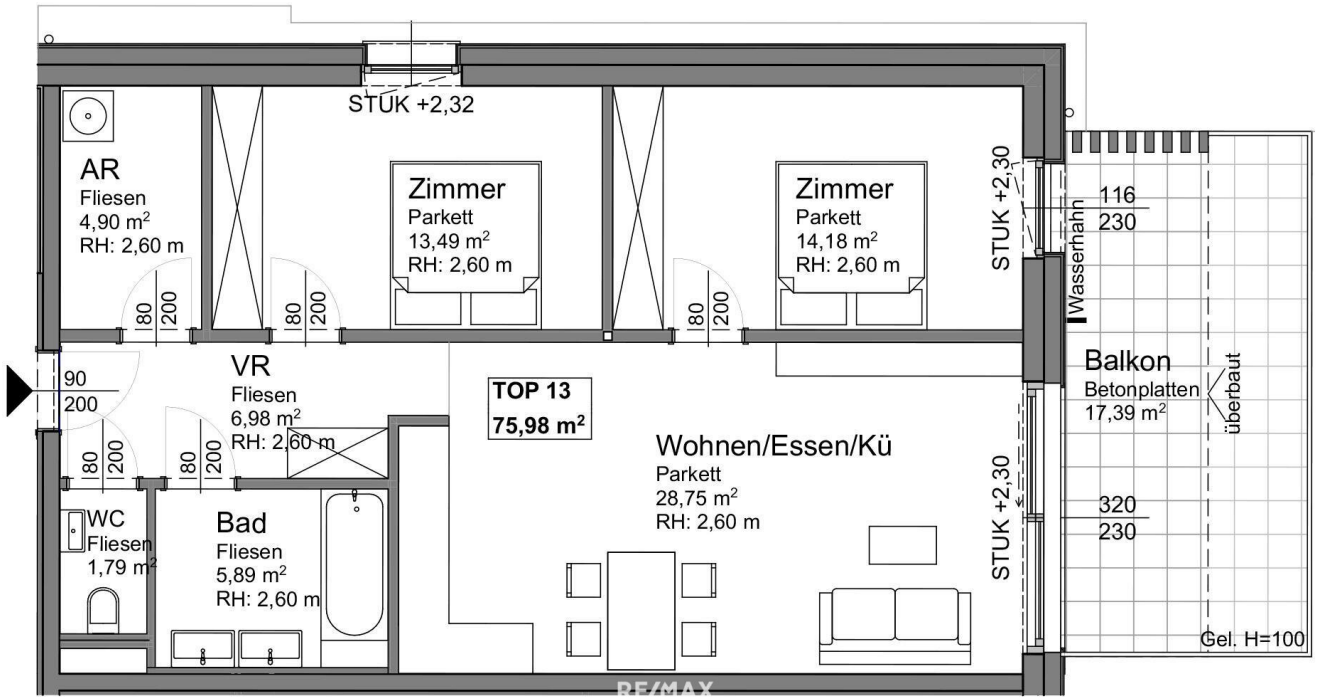 STUK +2,32
AR
Fliesen
4,90 m²
RH: 2,60 m
80
200
Zimmer
Parkett
13,49 m²
RH: 2,60 m
80
200
Zimmer
Parkett
14,18 m²
RH: 2,60 m
80
200
STUK +2,30
116
230
Wasserhahn
Balkon
Betonplatten
17,39 m²
überbaut
90
200
VR
Fliesen
6,98 m²
RH: 2,60 m
TOP 13
75,98 m²
80
200
80
200
Wohnen/Essen/Kü
Parkett
28,75 m²
RH: 2,60 m
STUK +2,30
320
230
WC
Fliesen
1,79 m²
Bad
Fliesen
5,89 m²
RH: 2,60 m
Gel. H=100
RE/MAX